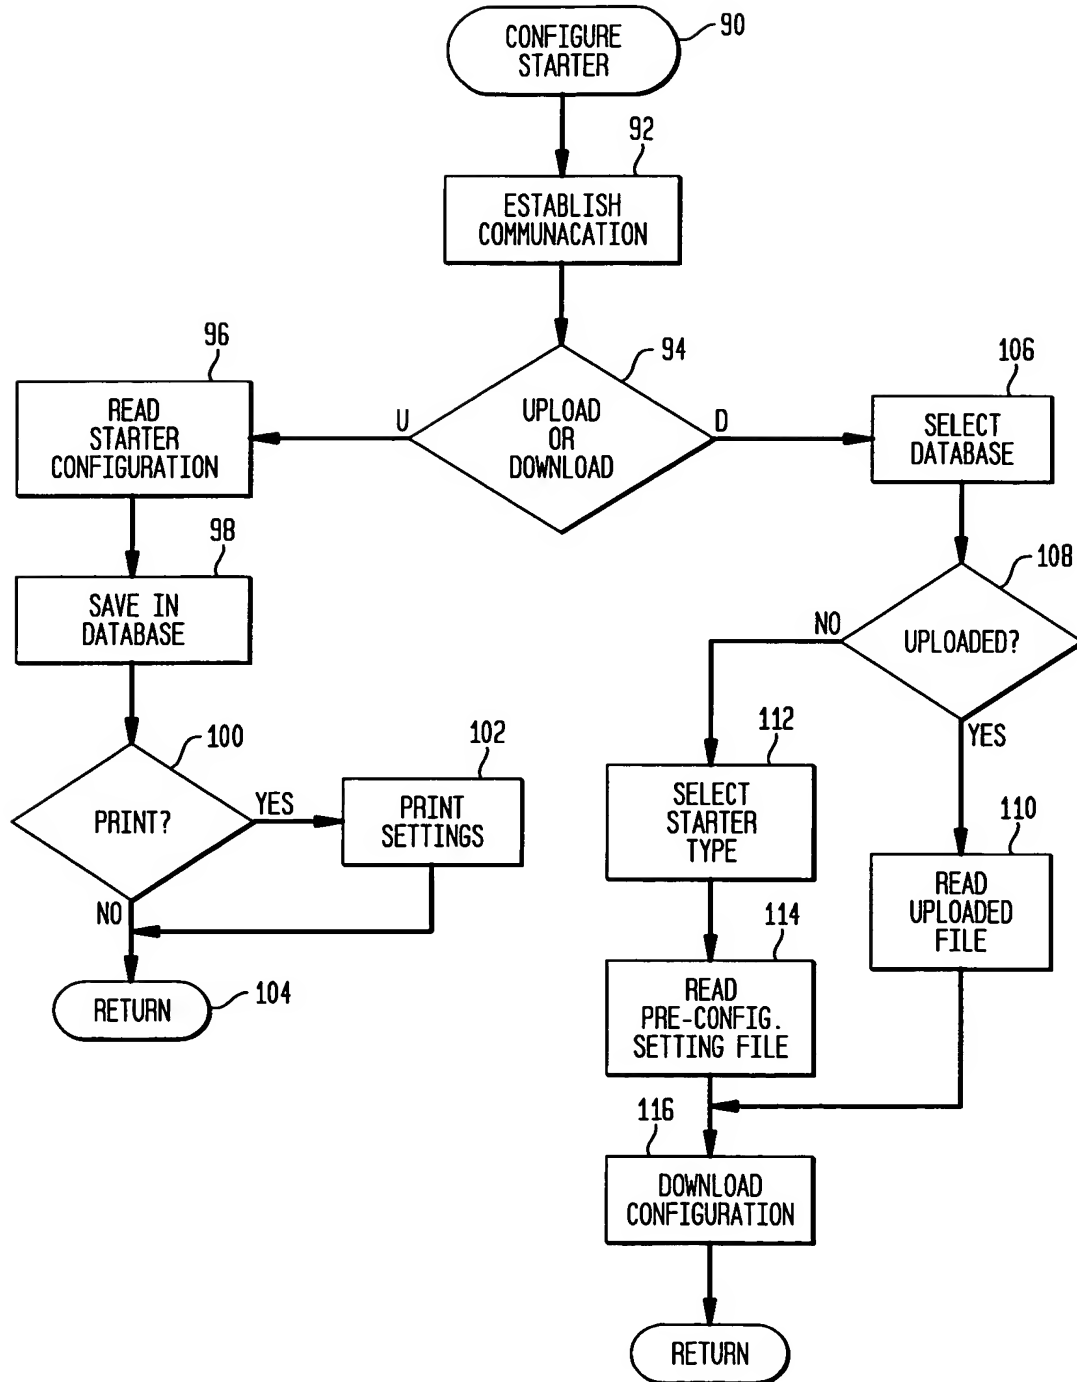 CONFIGURE
STARTER
90
92
ESTABLISH
COMMUNACATION
94
UPLOAD
OR
DOWNLOAD
U
D
96
READ
STARTER
CONFIGURATION
98
SAVE IN
DATABASE
100
PRINT?
YES
NO
102
PRINT
SETTINGS
RETURN
104
106
SELECT
DATABASE
108
UPLOADED?
NO
YES
112
SELECT
STARTER
TYPE
110
READ
UPLOADED
FILE
114
READ
PRE-CONFIG.
SETTING FILE
116
DOWNLOAD
CONFIGURATION
RETURN